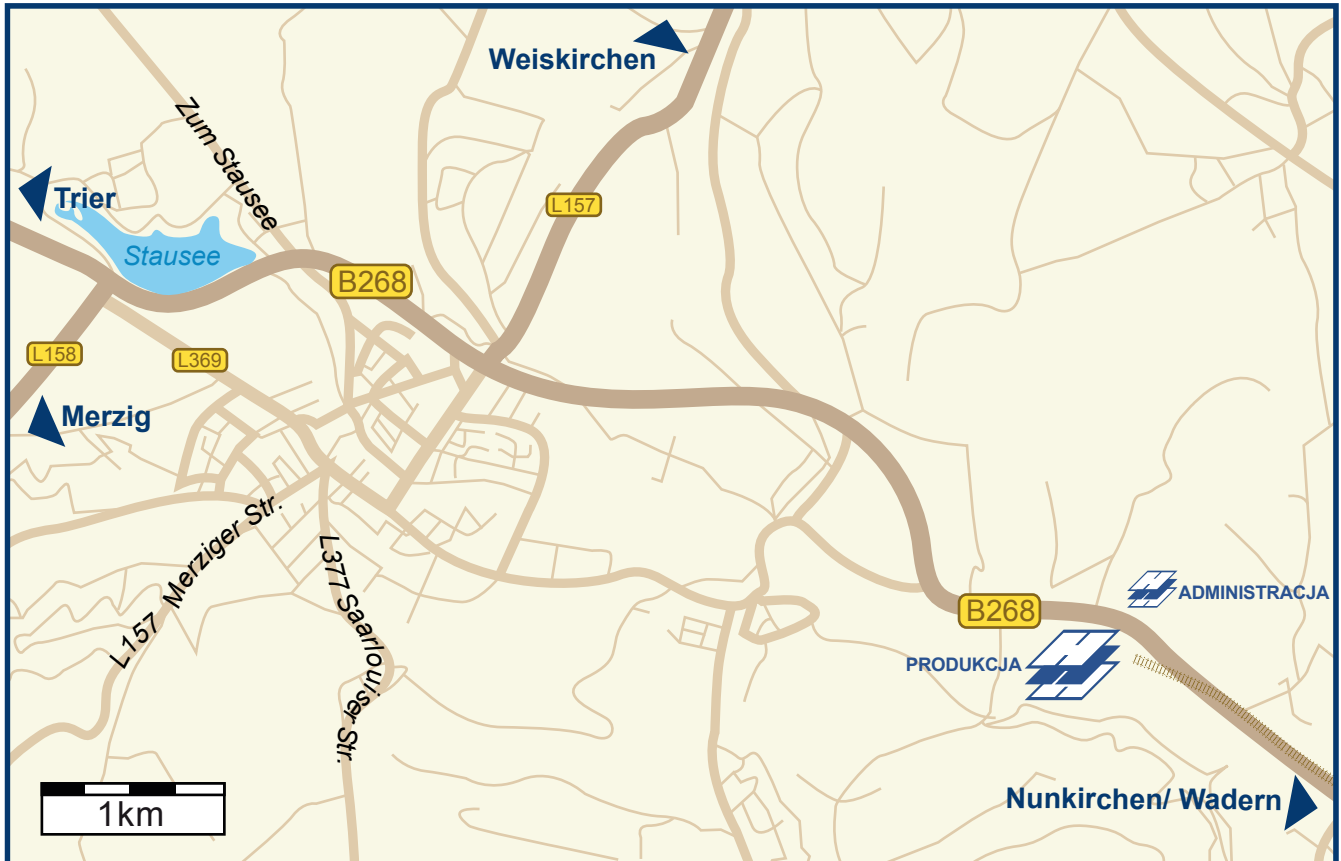 Weiskirchen
Zum Stausee
Trier
L157
Stausee
B268
L158
L369
Merzig
L157 Merziger Str.
L377 Saarlouiser Str.
ADMINISTRACJA
B268
PRODUKCJA
Nunkirchen/ Wadern
1km